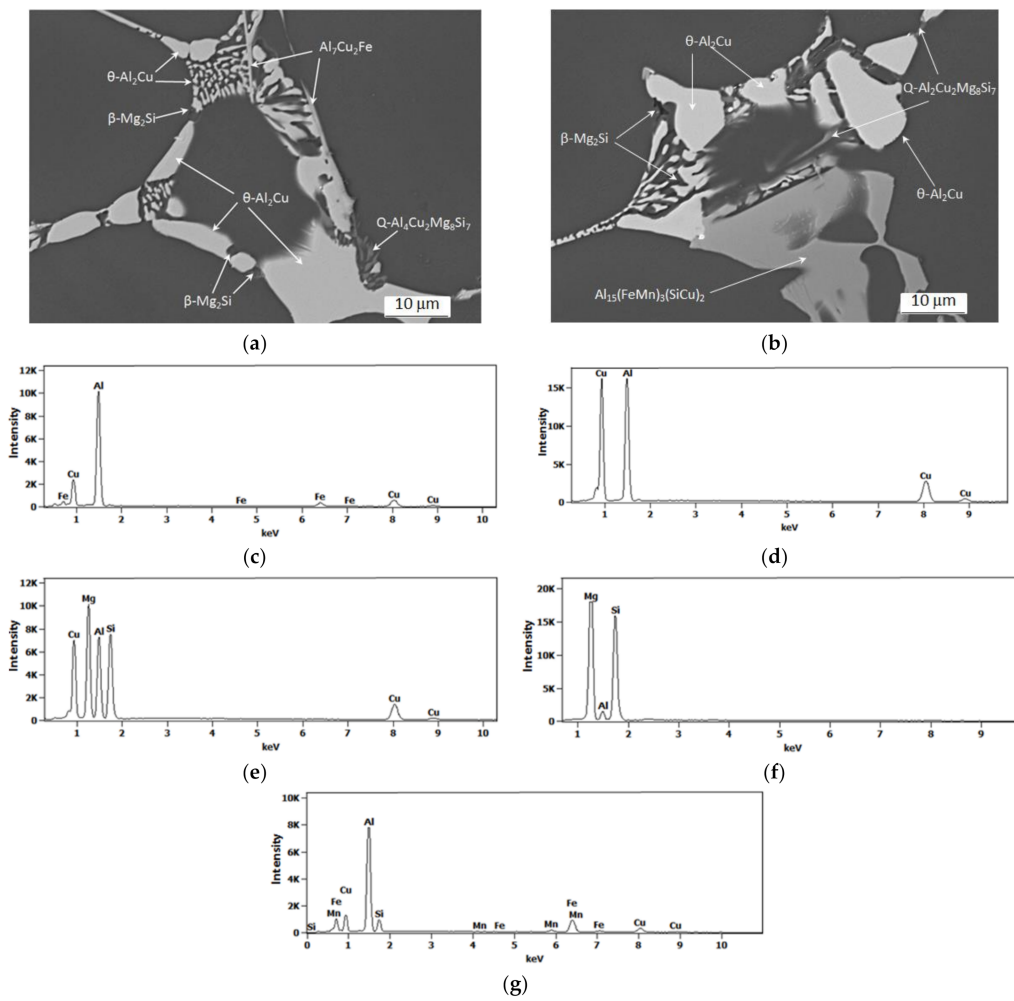 Al₇Cu₂Fe
θ-Al₂Cu
β-Mg₂Si
θ-Al₂Cu
Q-Al₄Cu₂Mg₈Si₇
β-Mg₂Si
10 μm
(a)
θ-Al₂Cu
Q-Al₂Cu₂Mg₈Si₇
β-Mg₂Si
θ-Al₂Cu
Al₁₅(FeMn)₃(SiCu)₂
10 μm
(b)
12K
10K
8K
6K
4K
2K
0
Intensity
Fe Cu Al Fe Fe Fe Cu Cu
1 2 3 4 5 6 7 8 9 10
keV
(c)
15K
10K
5K
0
Intensity
Cu Al Cu Cu
1 2 3 4 5 6 7 8 9
keV
(d)
12K
10K
8K
6K
4K
2K
0
Intensity
Cu Mg Al Si Cu Cu
1 2 3 4 5 6 7 8 9 10
keV
(e)
20K
15K
10K
5K
0
Intensity
Mg Al Si
1 2 3 4 5 6 7 8 9
keV
(f)
10K
8K
6K
4K
2K
0
Intensity
Si Mn Fe Cu Al Si Mn Fe Mn Fe Mn Fe Cu Cu
0 1 2 3 4 5 6 7 8 9 10
keV
(g)